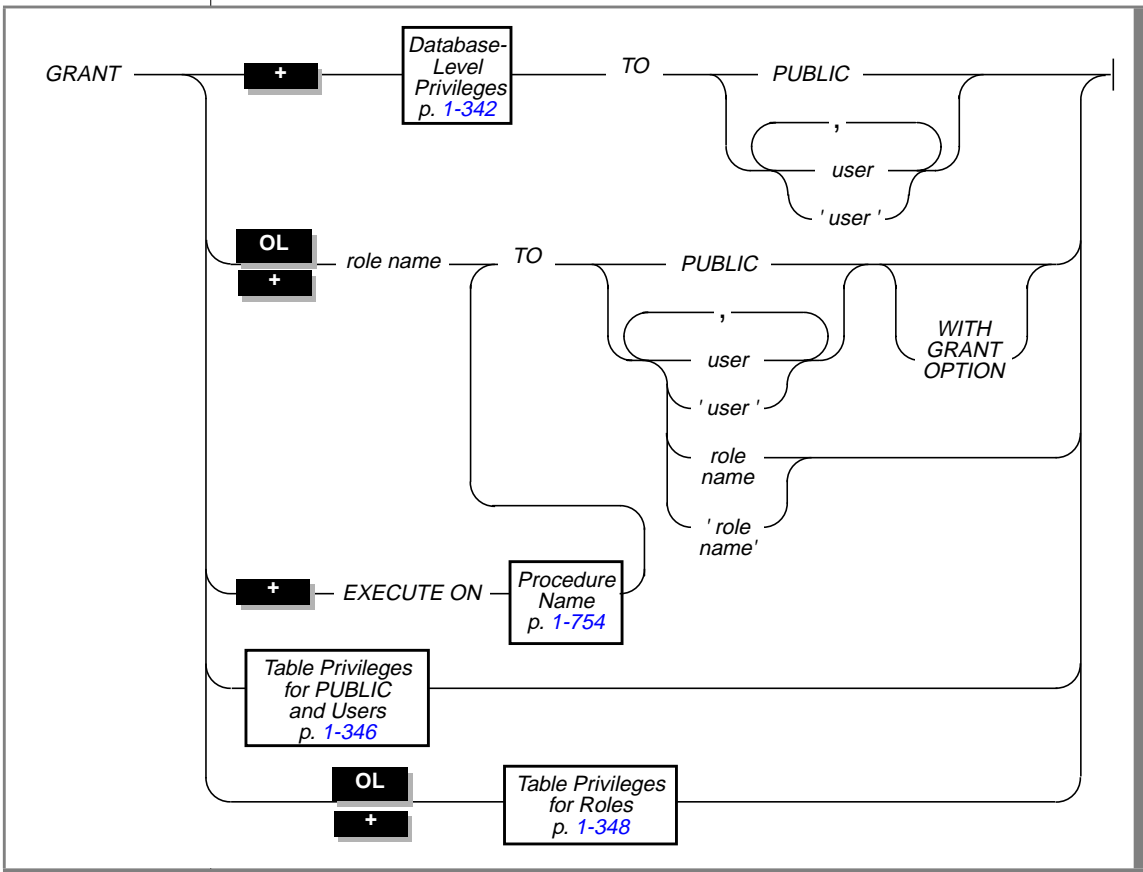 GRANT
+
Database-
Level
Privileges
p. 1-342
TO
PUBLIC
,
user
' user '
OL
+
role name
TO
PUBLIC
,
user
' user '
role
name
' role
name'
WITH
GRANT
OPTION
+
EXECUTE ON
Procedure
Name
p. 1-754
Table Privileges
for PUBLIC
and Users
p. 1-346
OL
+
Table Privileges
for Roles
p. 1-348